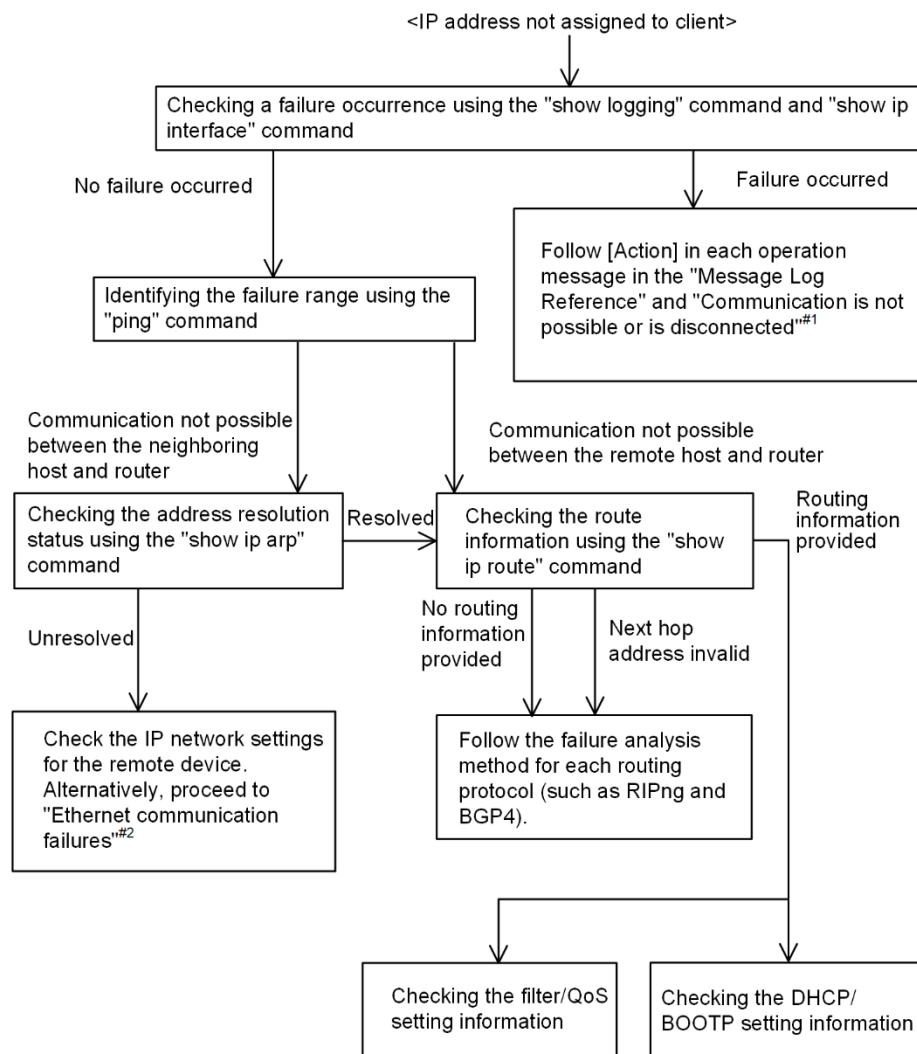 <IP address not assigned to client>
Checking a failure occurrence using the "show logging" command and "show ip
interface" command
No failure occurred
Failure occurred
Follow [Action] in each operation
message in the "Message Log
Reference" and "Communication is not
possible or is disconnected"#1
Identifying the failure range using the
"ping" command
Communication not possible
between the neighboring
host and router
Communication not possible
between the remote host and router
Checking the address resolution
status using the "show ip arp"
command
Resolved
Checking the route
information using the "show
ip route" command
Routing
information
provided
Unresolved
No routing
information
provided
Next hop
address invalid
Check the IP network settings
for the remote device.
Alternatively, proceed to
"Ethernet communication
failures"#2
Follow the failure analysis
method for each routing
protocol (such as RIPng and
BGP4).
Checking the filter/QoS
setting information
Checking the DHCP/
BOOTP setting information